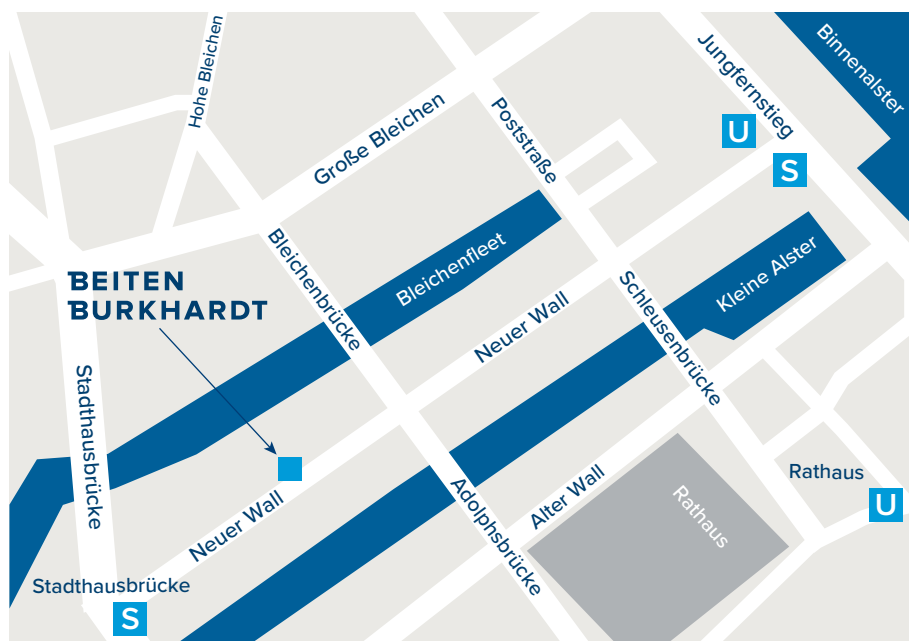 Hohe Bleichen
Große Bleichen
Poststraße
Jungfernstieg
Binnenalster
U
S
Bleichenbrücke
Bleichenfleet
Neuer Wall
Schleusenbrücke
Kleine Alster
BEITEN
BURKHARDT
Stadthausbrücke
Neuer Wall
Adolphsbrücke
Alter Wall
Rathaus
Rathaus
U
Stadthausbrücke
S